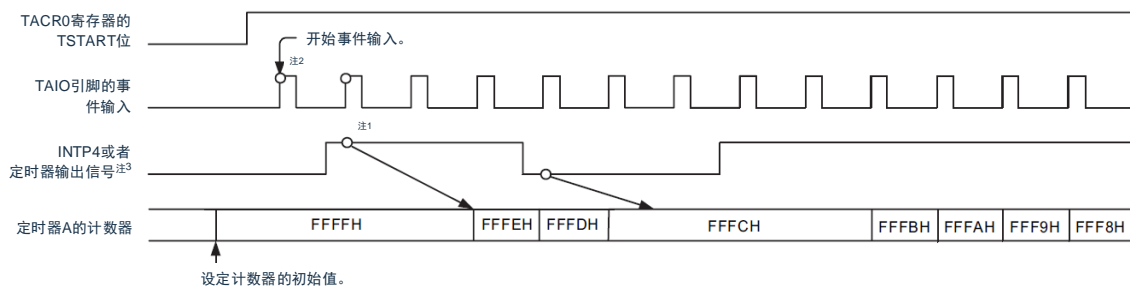 TACR0寄存器的
TSTART位
开始事件输入。
注2
TAIO引脚的事
件输入
注1
INTP4或者
定时器输出信号注3
定时器A的计数器
FFFFH
FFFEH
FFFDH
FFFCH
FFFBH
FFFAH
FFF9H
FFF8H
设定计数器的初始值。